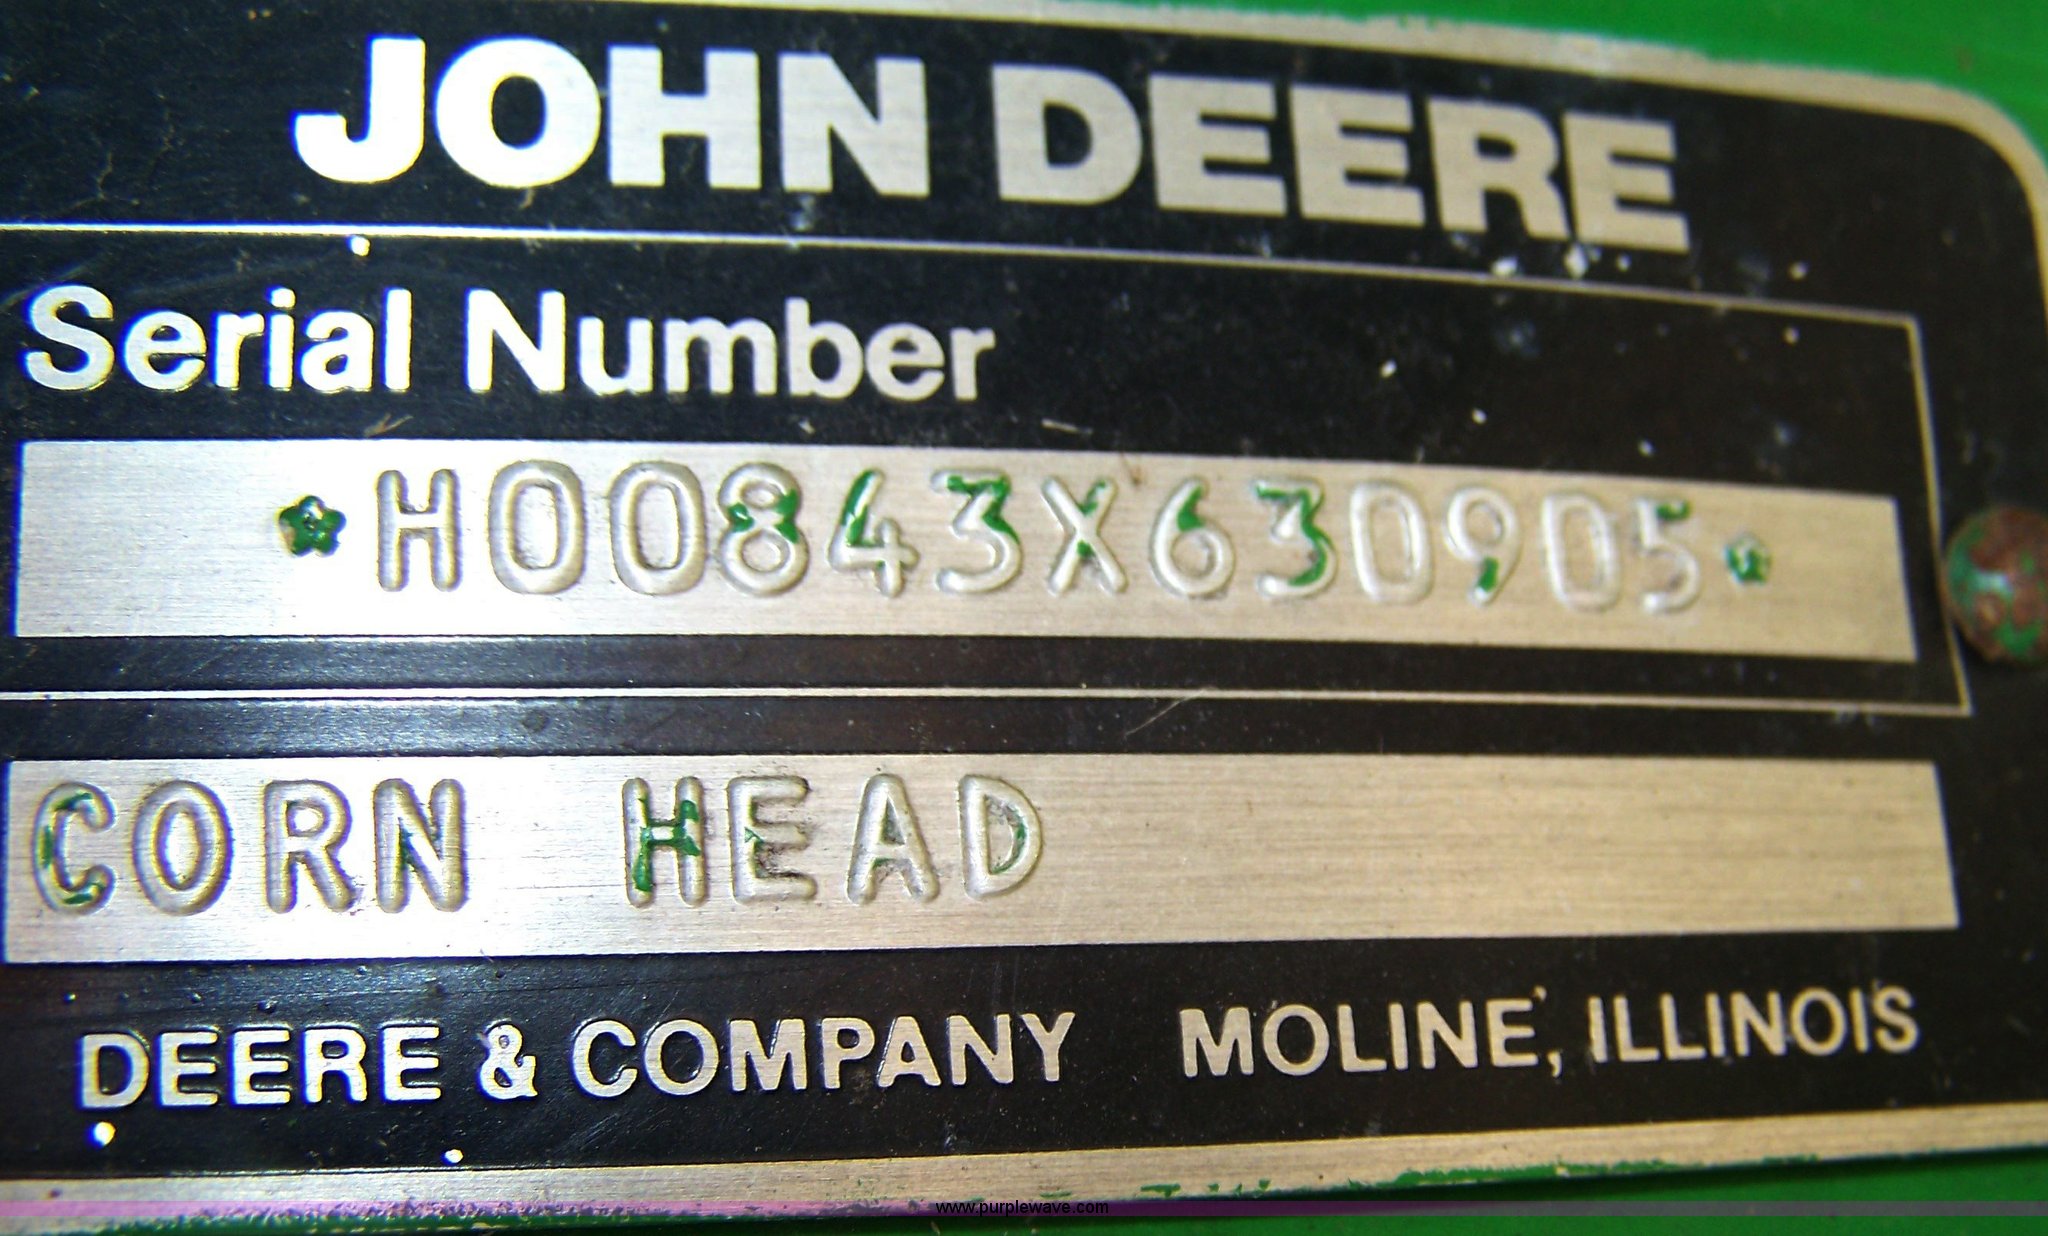 JOHN DEERE
Serial Number
*H00843X630905*
CORN HEAD
DEERE & COMPANY MOLINE, ILLINOIS
www.purplewave.com